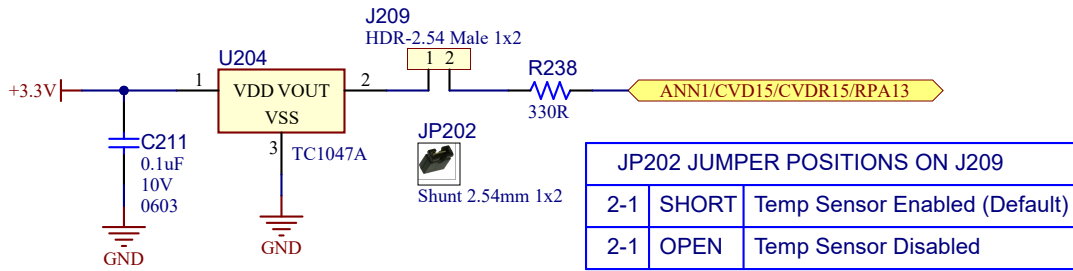 J209
HDR-2.54 Male 1x2
1 2
U204
+3.3V
1
VDD VOUT
VSS
2
3
TC1047A
R238
330R
ANN1/CVD15/CVDR15/RPA13
C211
0.1uF
10V
0603
GND
GND
JP202
Shunt 2.54mm 1x2
JP202 JUMPER POSITIONS ON J209
2-1 SHORT Temp Sensor Enabled (Default)
2-1 OPEN Temp Sensor Disabled